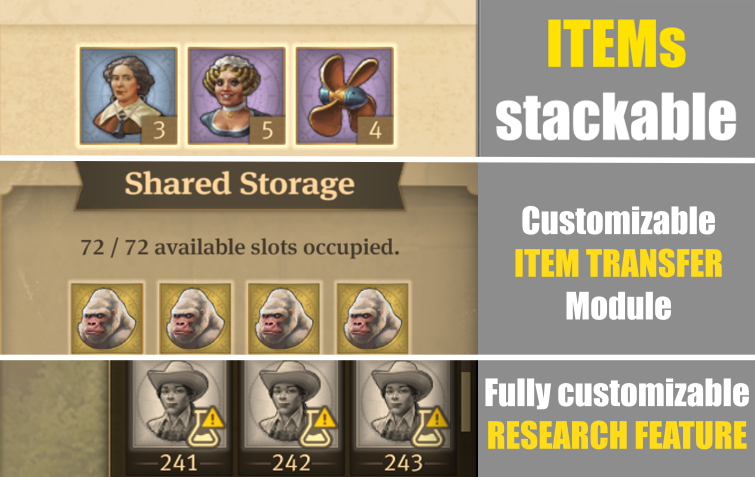 ITEMs
stackable
3
5
4
Shared Storage
72 / 72 available slots occupied.
Customizable
ITEM TRANSFER
Module
Fully customizable
RESEARCH FEATURE
241
242
243